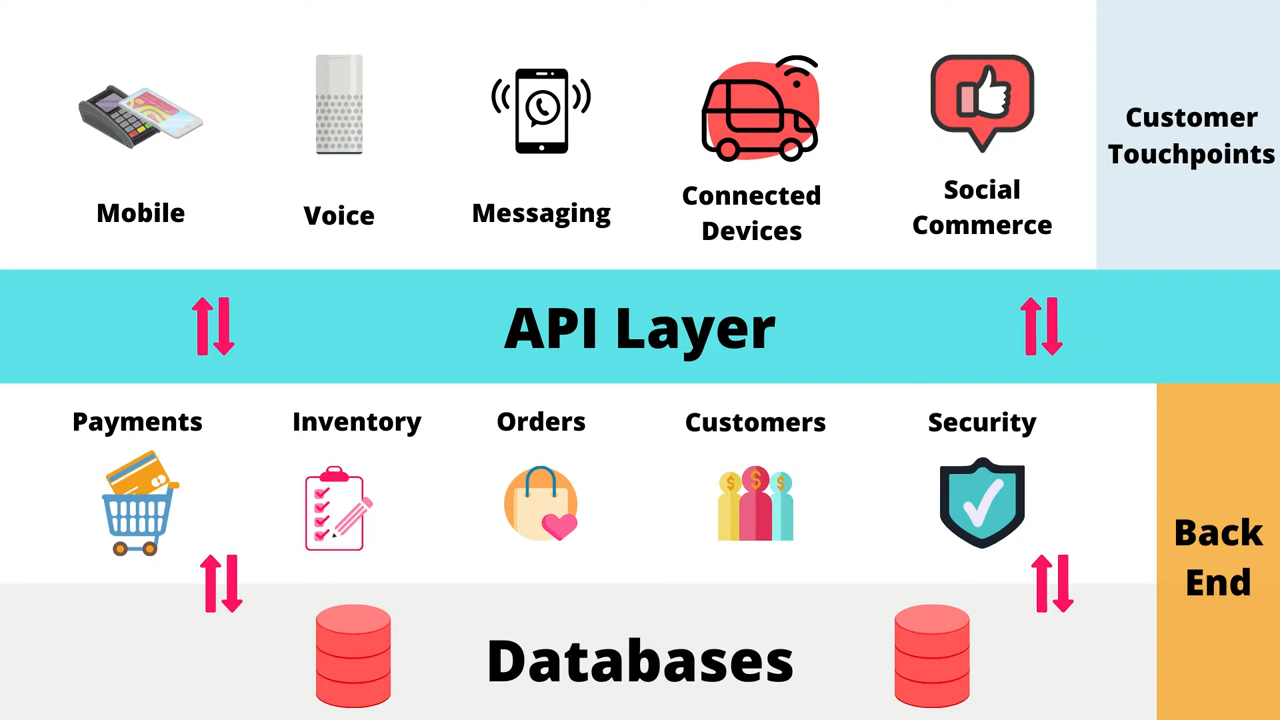 Mobile
Voice
Messaging
Connected
Devices
Social
Commerce
Customer
Touchpoints
API Layer
Payments
Inventory
Orders
Customers
Security
$
$
$
Back
End
Databases